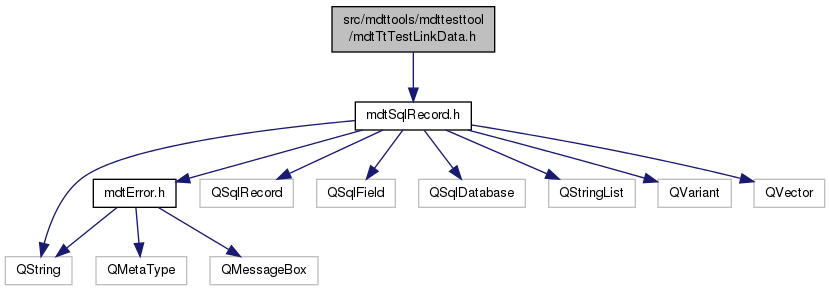 src/mdttools/mdttesttool
/mdtTtTestLinkData.h
mdtSqlRecord.h
mdtError.h
QSqlRecord
QSqlField
QSqlDatabase
QStringList
QVariant
QVector
QString
QMetaType
QMessageBox